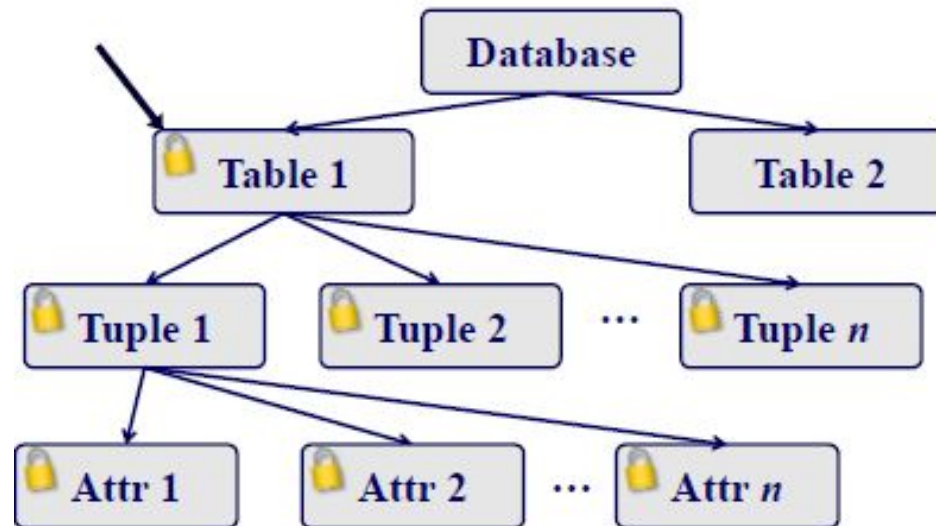 Database
Table 1
Table 2
Tuple 1
Tuple 2
...
Tuple n
Attr 1
Attr 2
...
Attr n